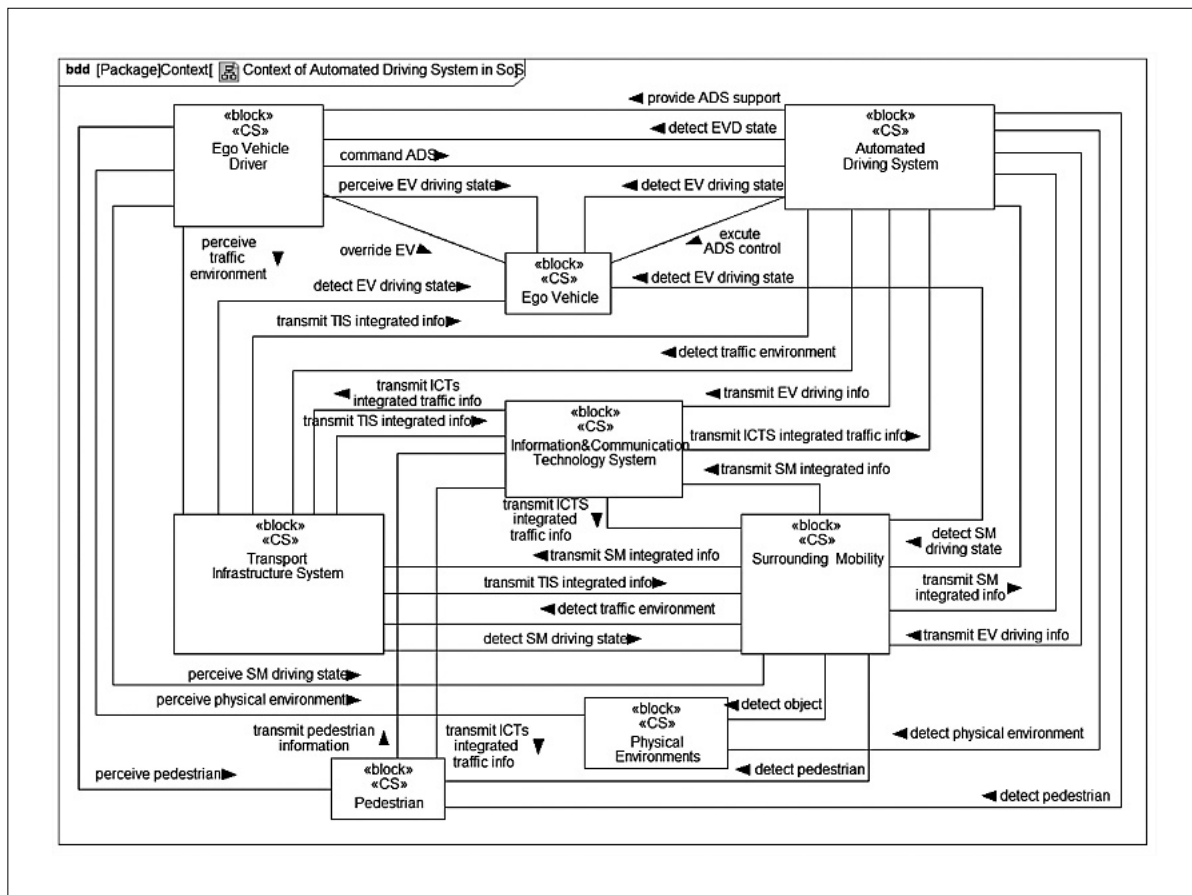 bdd [Package]Context[ Context of Automated Driving System in SoS]
provide ADS support
«block»
«CS»
Ego Vehicle
Driver
«block»
«CS»
Automated
Driving System
detect EVD state
command ADS
perceive EV driving state
detect EV driving state
perceive
traffic
environment
override EV
excute
ADS control
«block»
«CS»
Ego Vehicle
detect EV driving state
detect EV driving state
transmit TIS integrated info
detect traffic environment
transmit ICTs
integrated traffic info
transmit EV driving info
transmit TIS integrated info
«block»
«CS»
Information&Communication
Technology System
transmit ICTS integrated traffic info
transmit SM integrated info
transmit ICTS
integrated
traffic info
«block»
«CS»
Transport
Infrastructure System
«block»
«CS»
Surrounding Mobility
detect SM
driving state
transmit SM integrated info
transmit TIS integrated info
transmit SM
integrated info
detect traffic environment
detect SM driving state
transmit EV driving info
perceive SM driving state
perceive physical environment
«block»
«CS»
Physical
Environments
detect object
transmit pedestrian
information
transmit ICTs
integrated
traffic info
detect physical environment
perceive pedestrian
«block»
«CS»
Pedestrian
detect pedestrian
detect pedestrian